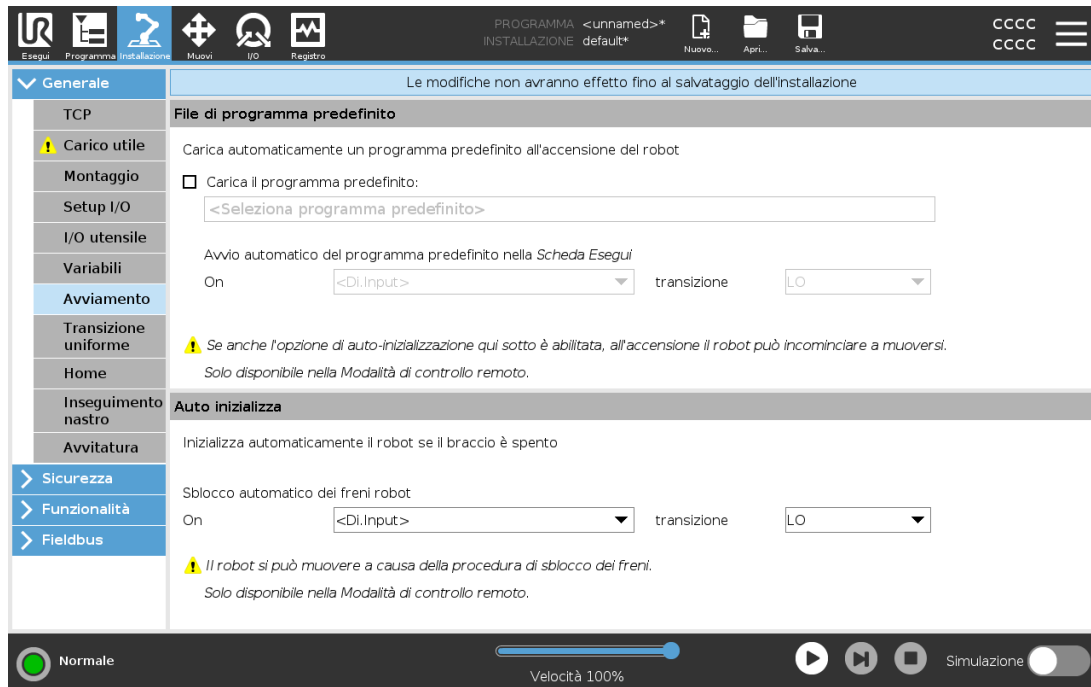 PROGRAMMA <unnamed>*
INSTALLAZIONE default*
CCCC
CCCC
UR
Esegui
Programma
Installazione
Muovi
I/O
Registro
Nuovo...
Apri...
Salva...
Generale
TCP
Carico utile
Montaggio
Setup I/O
I/O utensile
Variabili
Avviamento
Transizione
uniforme
Home
Inseguimento
nastro
Avvitatura
Sicurezza
Funzionalità
Fieldbus
Le modifiche non avranno effetto fino al salvataggio dell'installazione
File di programma predefinito
Carica automaticamente un programma predefinito all'accensione del robot
Carica il programma predefinito:
<Seleziona programma predefinito>
Avvio automatico del programma predefinito nella Scheda Esegui
On <Di.Input> transizione LO
Se anche l'opzione di auto-inizializzazione qui sotto è abilitata, all'accensione il robot può incominciare a muoversi.
Solo disponibile nella Modalità di controllo remoto.
Auto inizializza
Inizializza automaticamente il robot se il braccio è spento
Sblocco automatico dei freni robot
On <Di.Input> transizione LO
Il robot si può muovere a causa della procedura di sblocco dei freni.
Solo disponibile nella Modalità di controllo remoto.
Normale
Velocità 100%
Simulazione